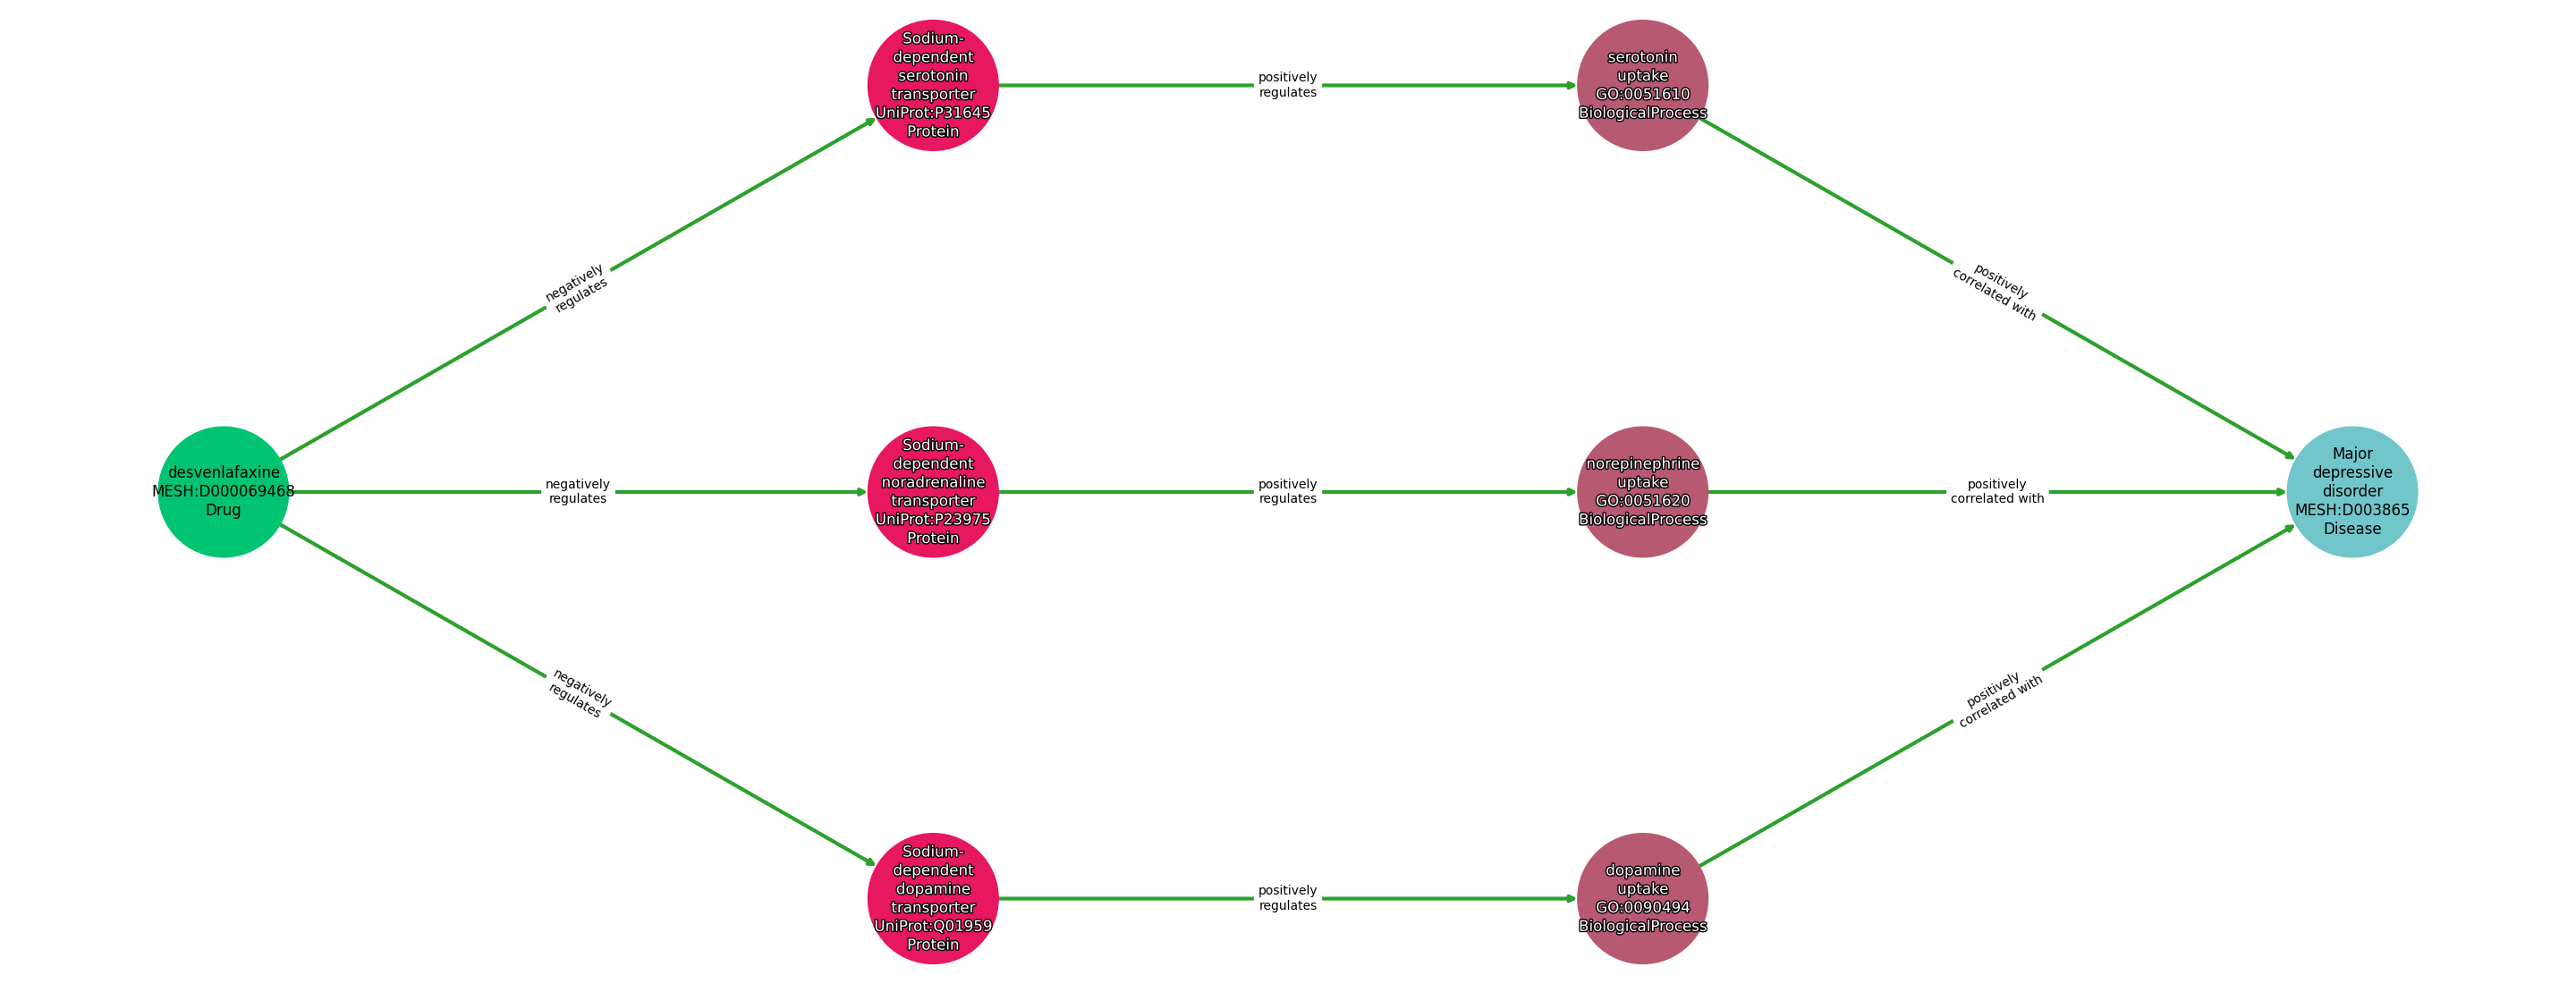 Sodium-
dependent
serotonin
transporter
UniProt:P31645
Protein
positively
regulates
serotonin
uptake
GO:0051610
BiologicalProcess
negatively
regulates
positively
correlated with
desvenlafaxine
MESH:D000069468
Drug
negatively
regulates
Sodium-
dependent
noradrenaline
transporter
UniProt:P23975
Protein
positively
regulates
norepinephrine
uptake
GO:0051620
BiologicalProcess
positively
correlated with
Major
depressive
disorder
MESH:D003865
Disease
negatively
regulates
positively
correlated with
Sodium-
dependent
dopamine
transporter
UniProt:Q01959
Protein
positively
regulates
dopamine
uptake
GO:0090494
BiologicalProcess